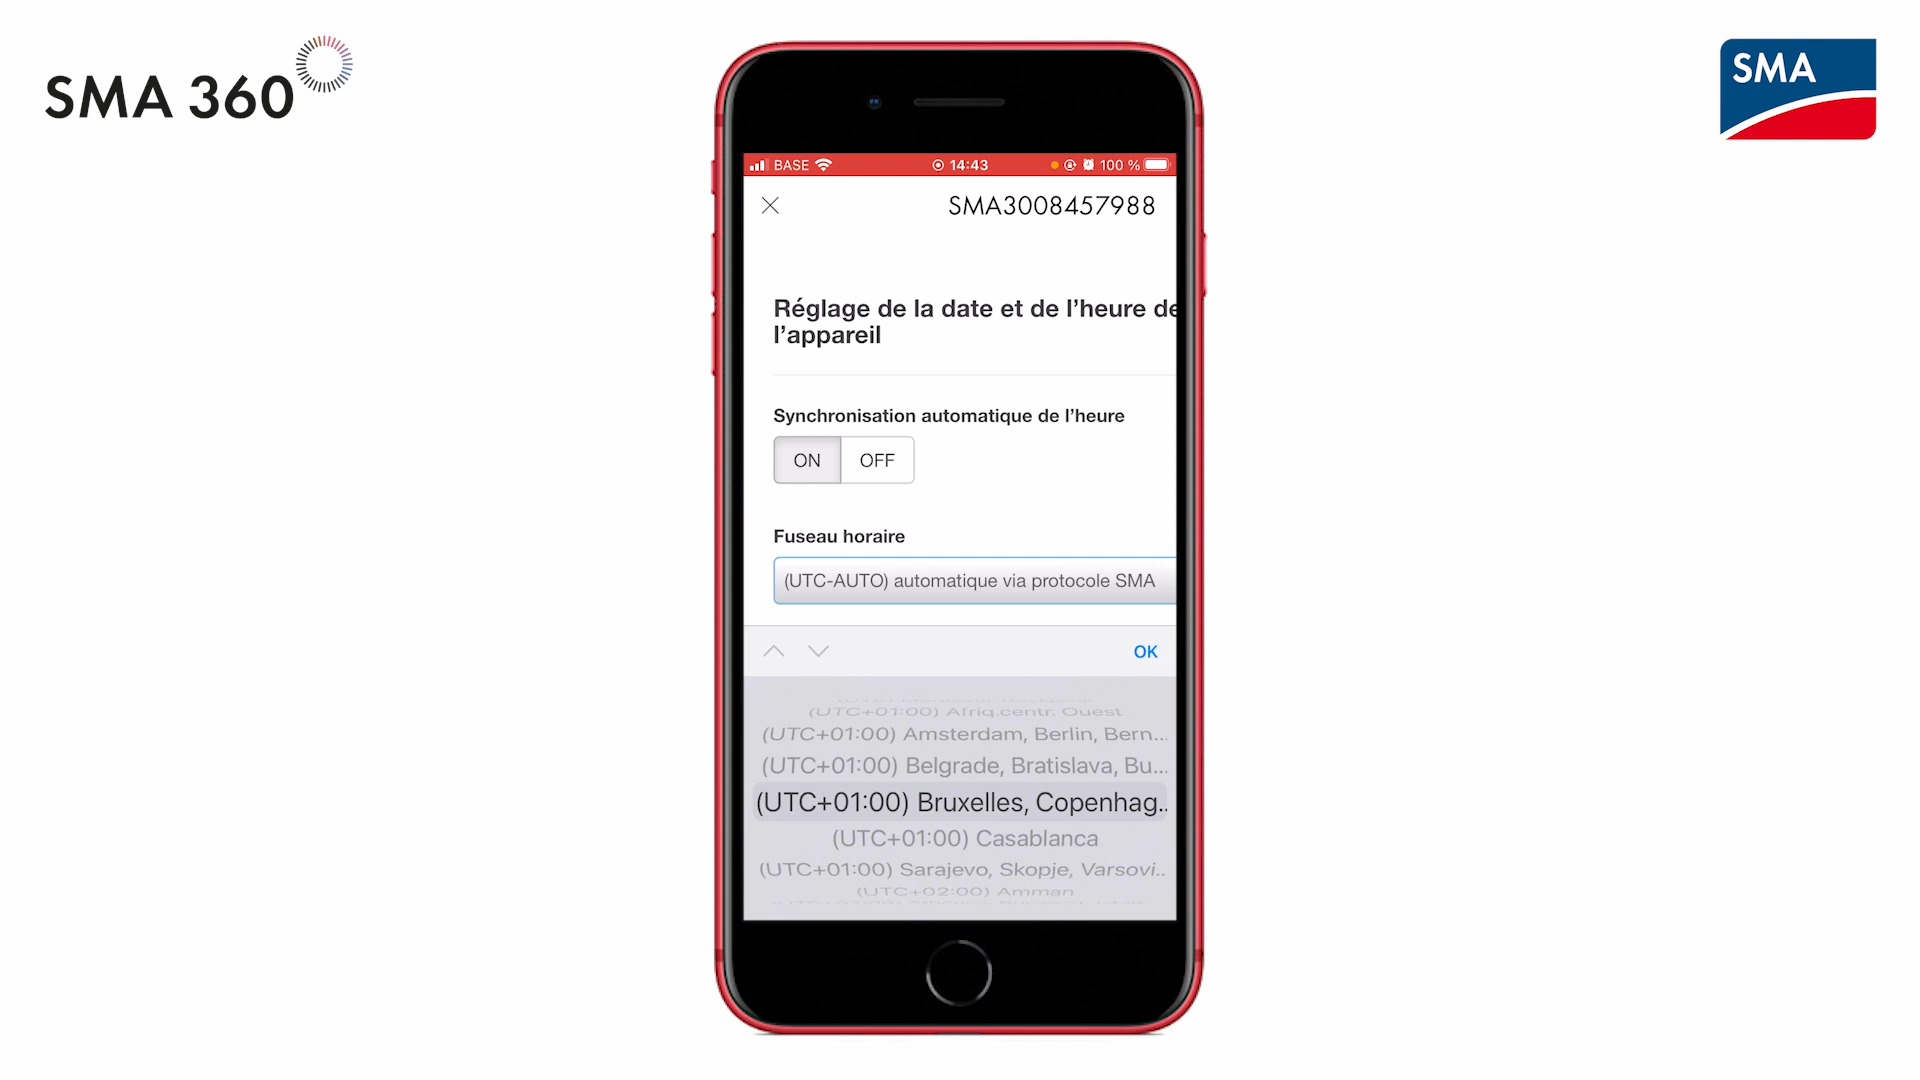 SMA 360
SMA
BASE 14:43 100 %
SMA3008457988
Réglage de la date et de l’heure de
l’appareil
Synchronisation automatique de l’heure
ON OFF
Fuseau horaire
(UTC-AUTO) automatique via protocole SMA
OK
(UTC+01:00) Afriq.centr. Ouest
(UTC+01:00) Amsterdam, Berlin, Bern...
(UTC+01:00) Belgrade, Bratislava, Bu...
(UTC+01:00) Bruxelles, Copenhag..
(UTC+01:00) Casablanca
(UTC+01:00) Sarajevo, Skopje, Varsovi..
(UTC+02:00) Amman